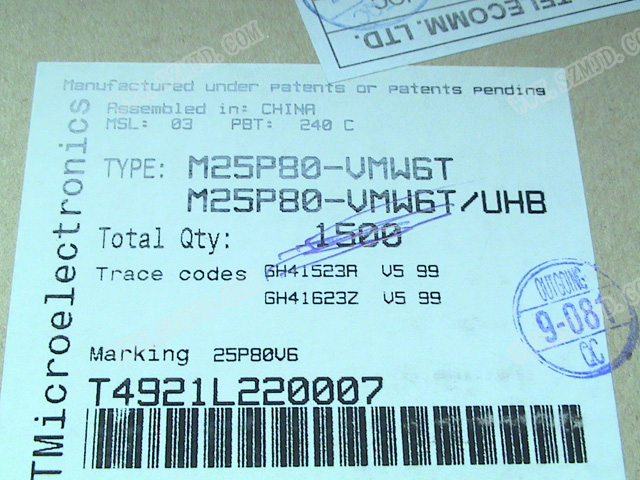 TELECOMM.
LTD.
Manufactured under patents or patents pending
Assembled in: CHINA
MSL: 03 PBT: 240 C
TYPE: M25P80-VMW6T
M25P80-VMW6T/UHB
Total Qty: 1500
Trace codes GH41523A V5 99
GH41623Z V5 99
Marking 25P80V6
T4921L220007
TMicroelectronics
OUTGOING
9-081
QC
WWW.SZMJD.COM